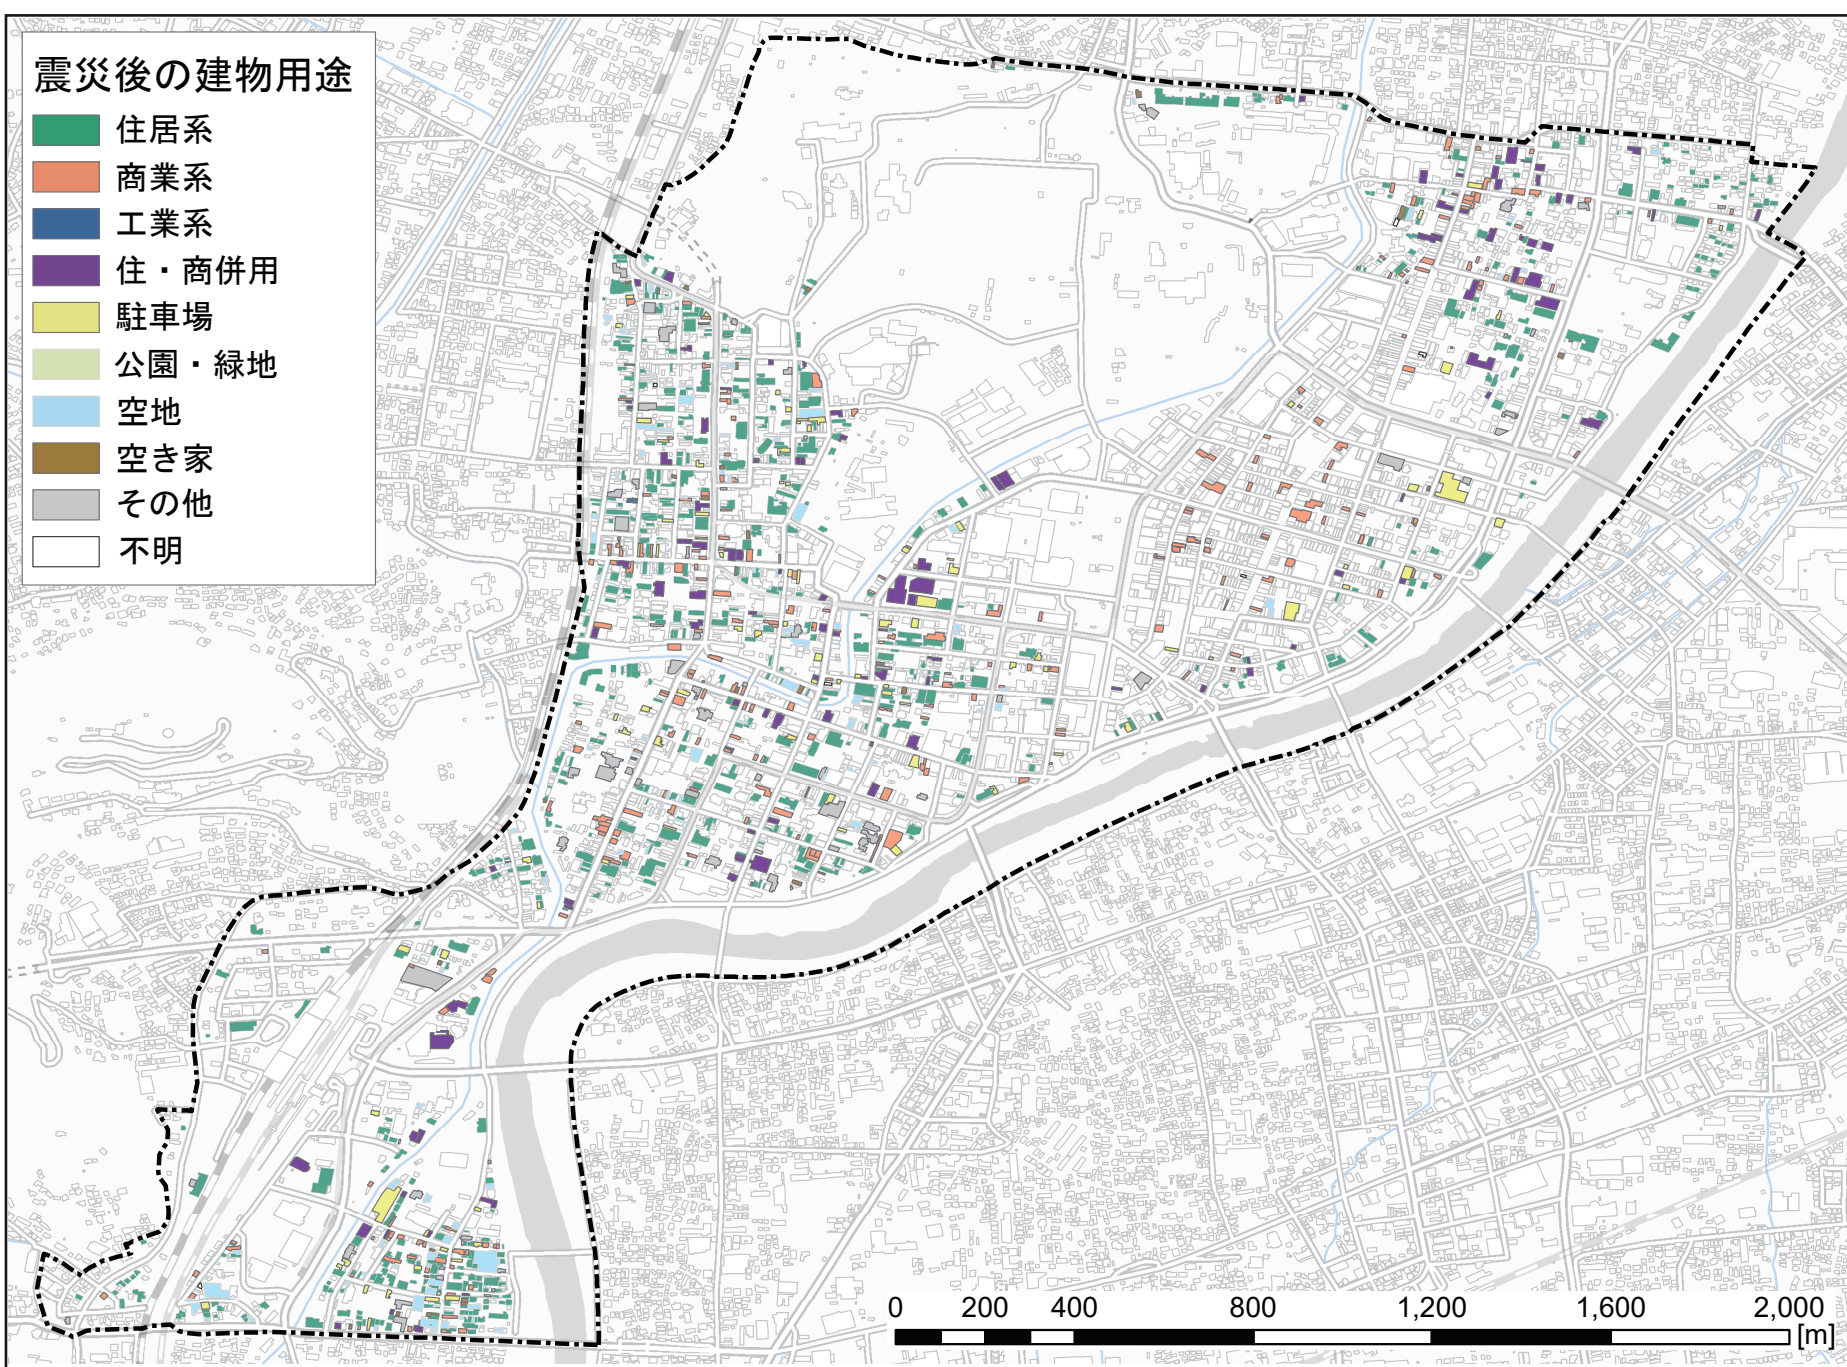 震災後の建物用途
住居系
商業系
工業系
住・商併用
駐車場
公園・緑地
空地
空き家
その他
不明
0 200 400 800 1,200 1,600 2,000
[m]